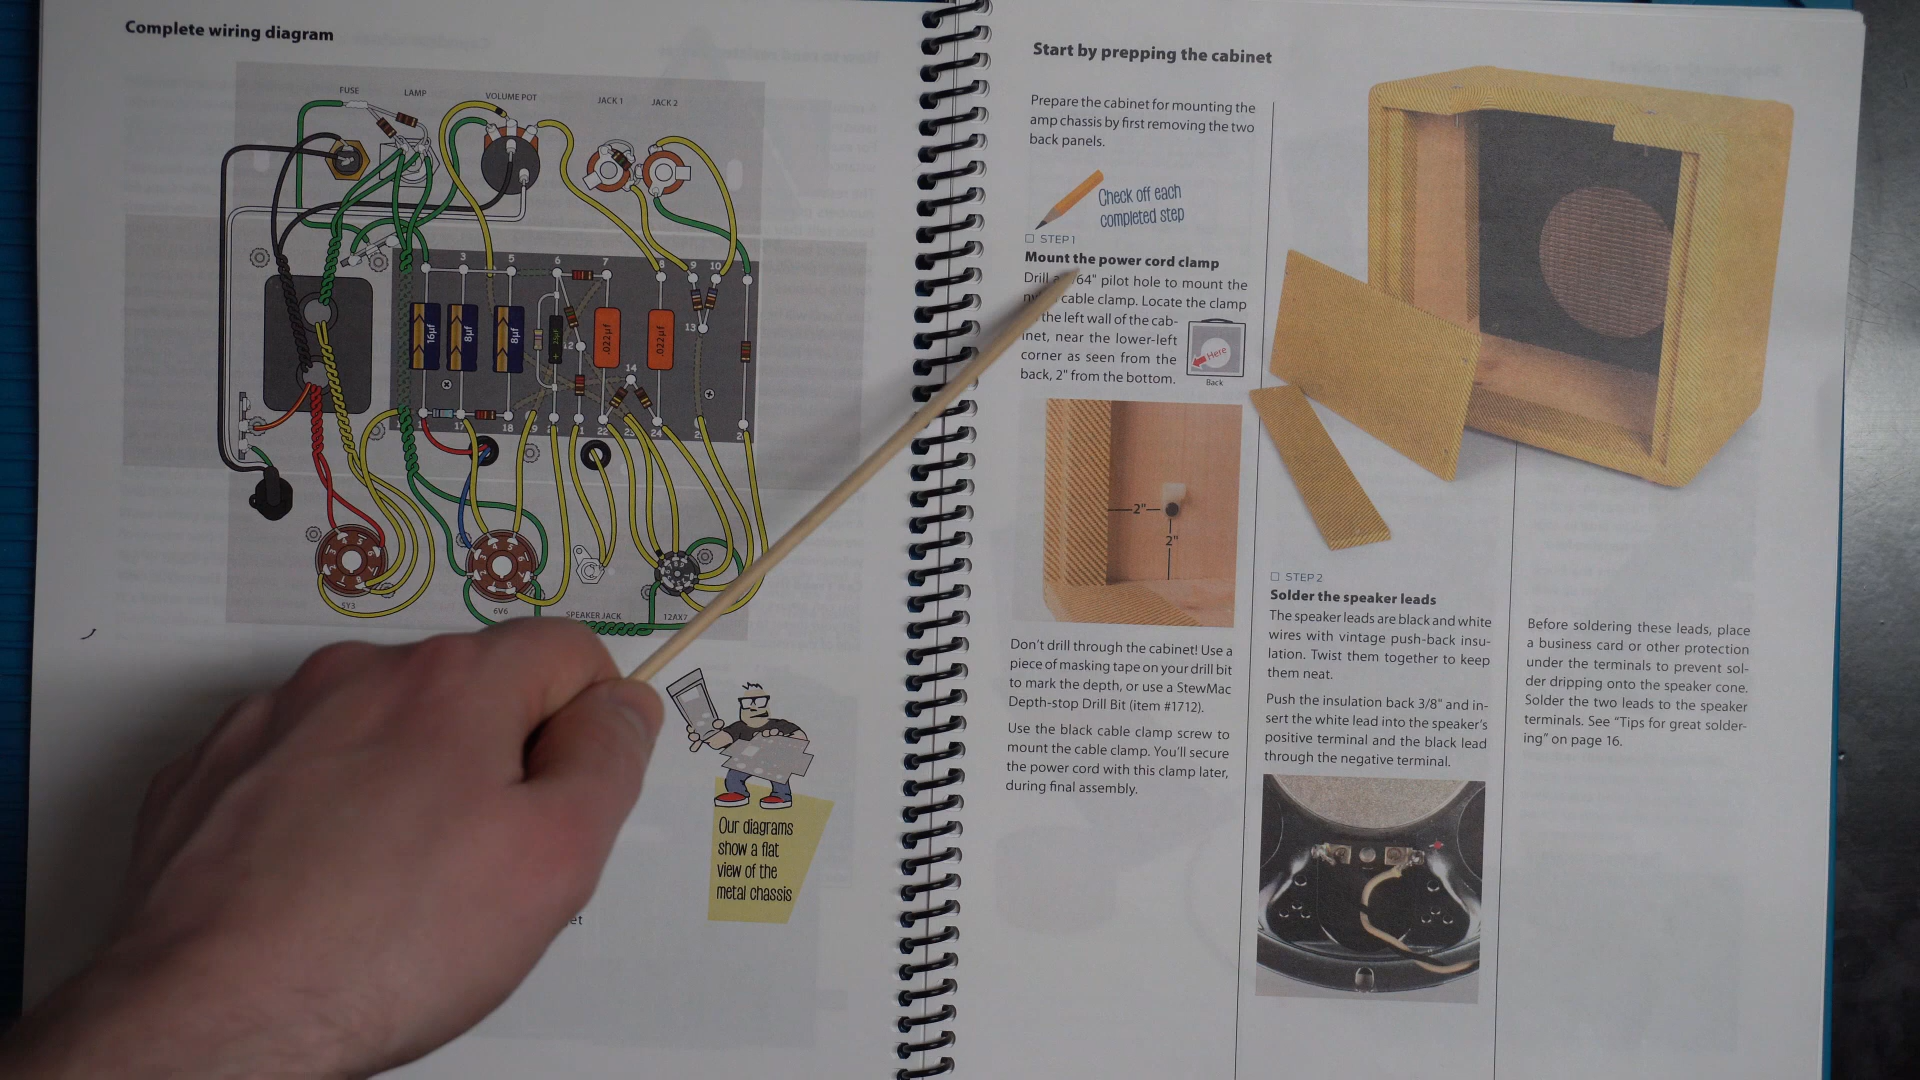 Complete wiring diagram
FUSE
LAMP
VOLUME POT
JACK 1
JACK 2
3
5
6
7
8
9
10
16µf
8µf
8µf
25µf
.022µf
.022µf
12
13
14
17
18
22
23
24
5Y3
6V6
SPEAKER JACK
12AX7
Our diagrams
show a flat
view of the
metal chassis
Start by prepping the cabinet
Prepare the cabinet for mounting the
amp chassis by first removing the two
back panels.
Check off each
completed step
STEP 1
Mount the power cord clamp
Drill a 64" pilot hole to mount the
cable clamp. Locate the clamp
the left wall of the cab-
inet, near the lower-left
corner as seen from the
back, 2" from the bottom.
Here
Back
2"
2"
Don't drill through the cabinet! Use a
piece of masking tape on your drill bit
to mark the depth, or use a StewMac
Depth-stop Drill Bit (item #1712).
Use the black cable clamp screw to
mount the cable clamp. You'll secure
the power cord with this clamp later,
during final assembly.
STEP 2
Solder the speaker leads
The speaker leads are black and white
wires with vintage push-back insu-
lation. Twist them together to keep
them neat.
Push the insulation back 3/8" and in-
sert the white lead into the speaker's
positive terminal and the black lead
through the negative terminal.
Before soldering these leads, place
a business card or other protection
under the terminals to prevent sol-
der dripping onto the speaker cone.
Solder the two leads to the speaker
terminals. See "Tips for great solder-
ing" on page 16.